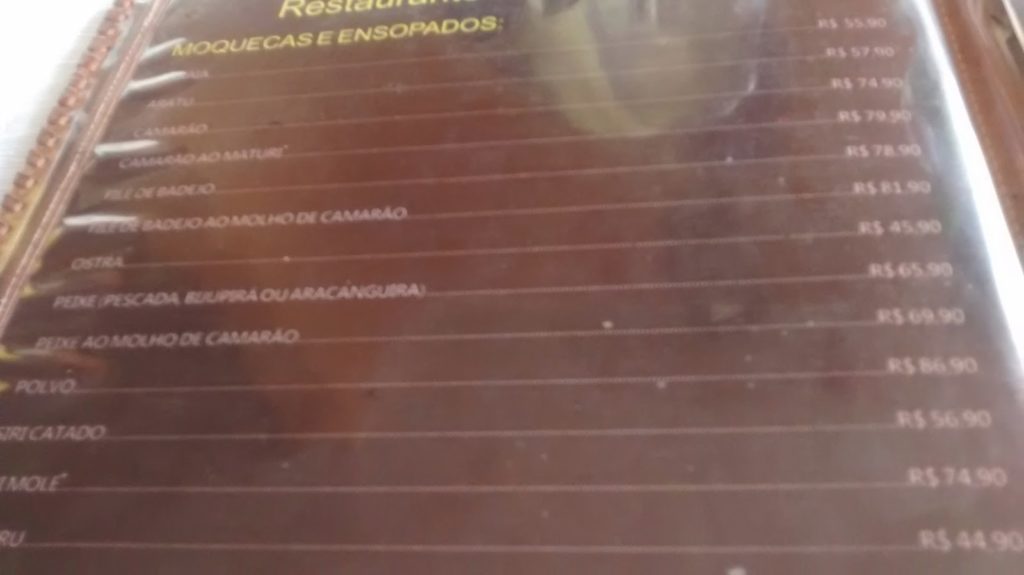 Restaurante
MOQUECAS E ENSOPADOS:
R$ 55,90
ARATU R$ 57,90
CAMARÃO R$ 74,90
CAMARÃO AO MATURI* R$ 79,90
FILÉ DE BADEJO R$ 78,90
FILÉ DE BADEJO AO MOLHO DE CAMARÃO R$ 81,90
OSTRA R$ 45,90
PEIXE (PESCADA, BIJUPIRÁ OU ARACANGUIRA) R$ 65,90
PEIXE AO MOLHO DE CAMARÃO R$ 69,90
POLVO R$ 86,90
SIRI CATADO R$ 56,90
I MOLE* R$ 74,90
RU R$ 44,90